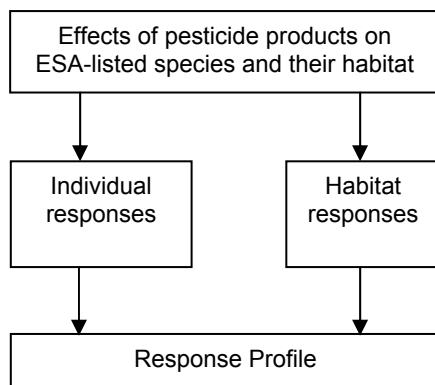 Effects of pesticide products on
ESA-listed species and their habitat
Individual
responses
Habitat
responses
Response Profile